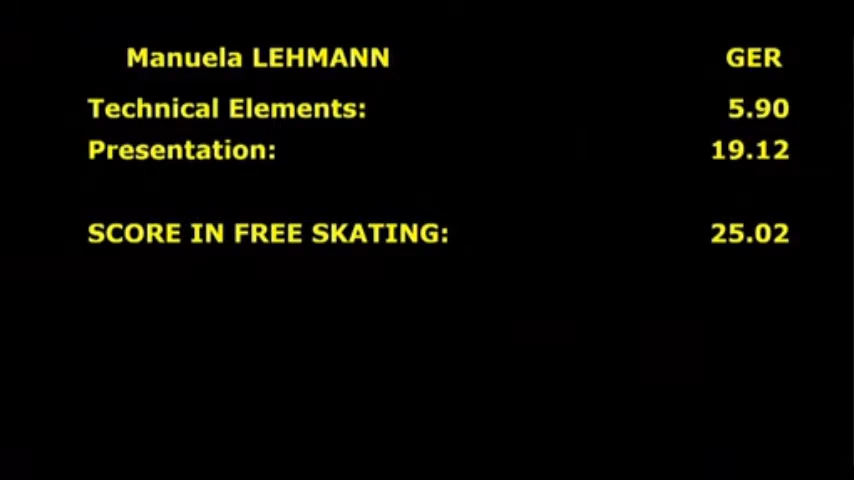 Manuela LEHMANN GER
Technical Elements: 5.90
Presentation: 19.12
SCORE IN FREE SKATING: 25.02